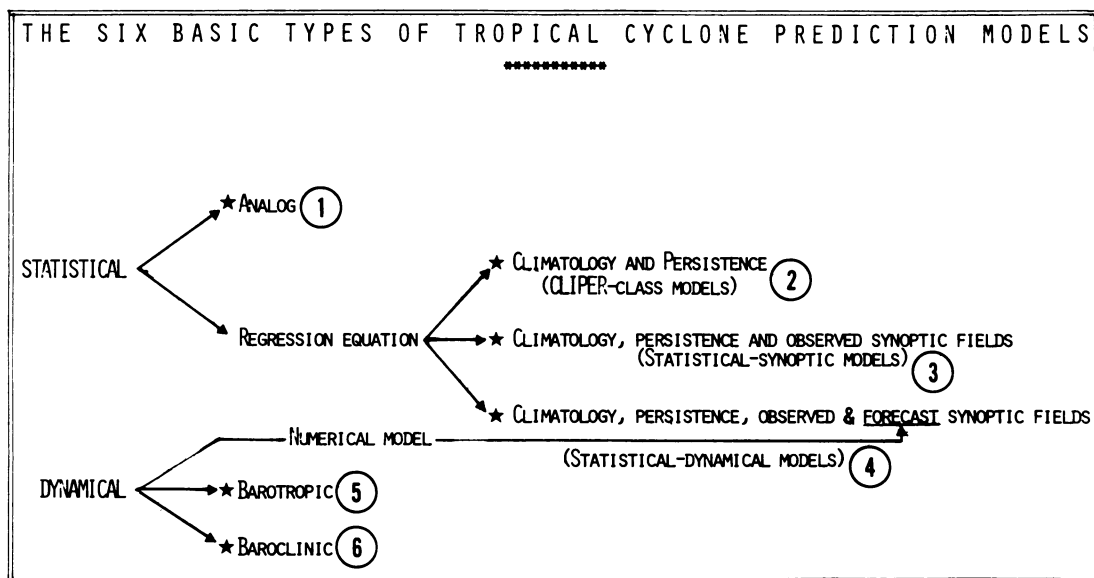 THE SIX BASIC TYPES OF TROPICAL CYCLONE PREDICTION MODELS
***********
★ ANALOG 1
STATISTICAL
★ CLIMATOLOGY AND PERSISTENCE 2
(CLIPER-CLASS MODELS)
REGRESSION EQUATION
★ CLIMATOLOGY, PERSISTENCE AND OBSERVED SYNOPTIC FIELDS
(STATISTICAL-SYNOPTIC MODELS) 3
★ CLIMATOLOGY, PERSISTENCE, OBSERVED & FORECAST SYNOPTIC FIELDS
NUMERICAL MODEL
(STATISTICAL-DYNAMICAL MODELS) 4
DYNAMICAL
★ BAROTROPIC 5
★ BAROCLINIC 6